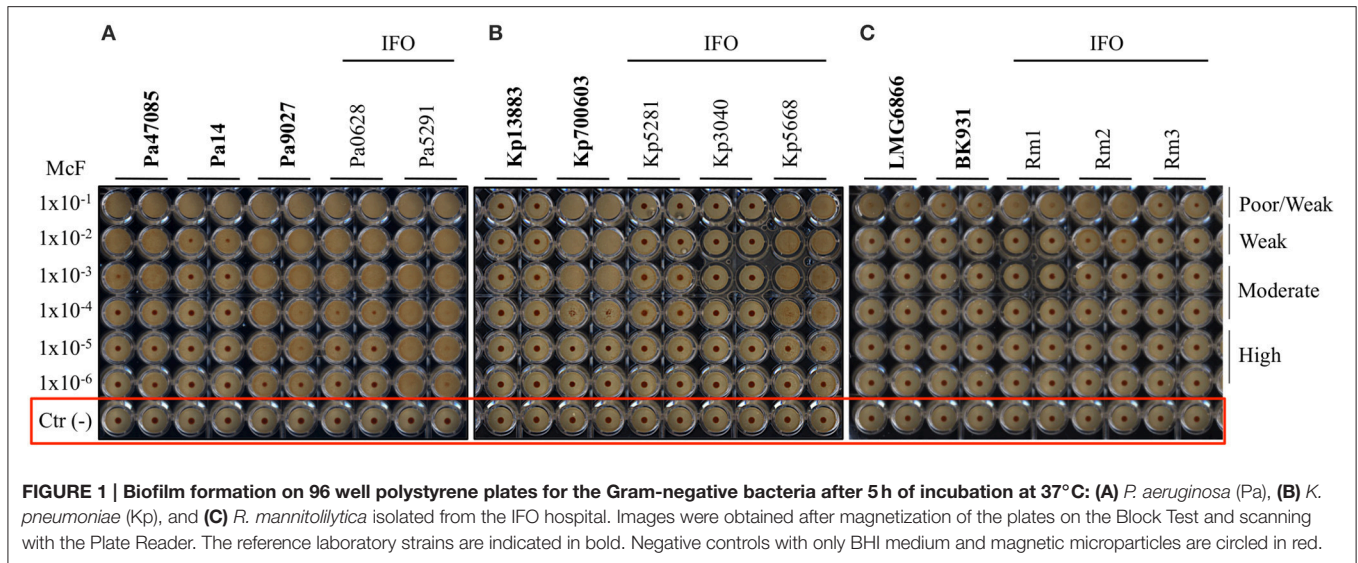 A
B
C
IFO
IFO
IFO
Pa47085
Pa14
Pa9027
Pa0628
Pa5291
Kp13883
Kp700603
Kp5281
Kp3040
Kp5668
LMG6866
BK931
Rm1
Rm2
Rm3
McF
1x10⁻¹
1x10⁻²
1x10⁻³
1x10⁻⁴
1x10⁻⁵
1x10⁻⁶
Ctr (-)
Poor/Weak
Weak
Moderate
High
FIGURE 1 | Biofilm formation on 96 well polystyrene plates for the Gram-negative bacteria after 5 h of incubation at 37°C: (A) P. aeruginosa (Pa), (B) K.
pneumoniae (Kp), and (C) R. mannitolilytica isolated from the IFO hospital. Images were obtained after magnetization of the plates on the Block Test and scanning
with the Plate Reader. The reference laboratory strains are indicated in bold. Negative controls with only BHI medium and magnetic microparticles are circled in red.